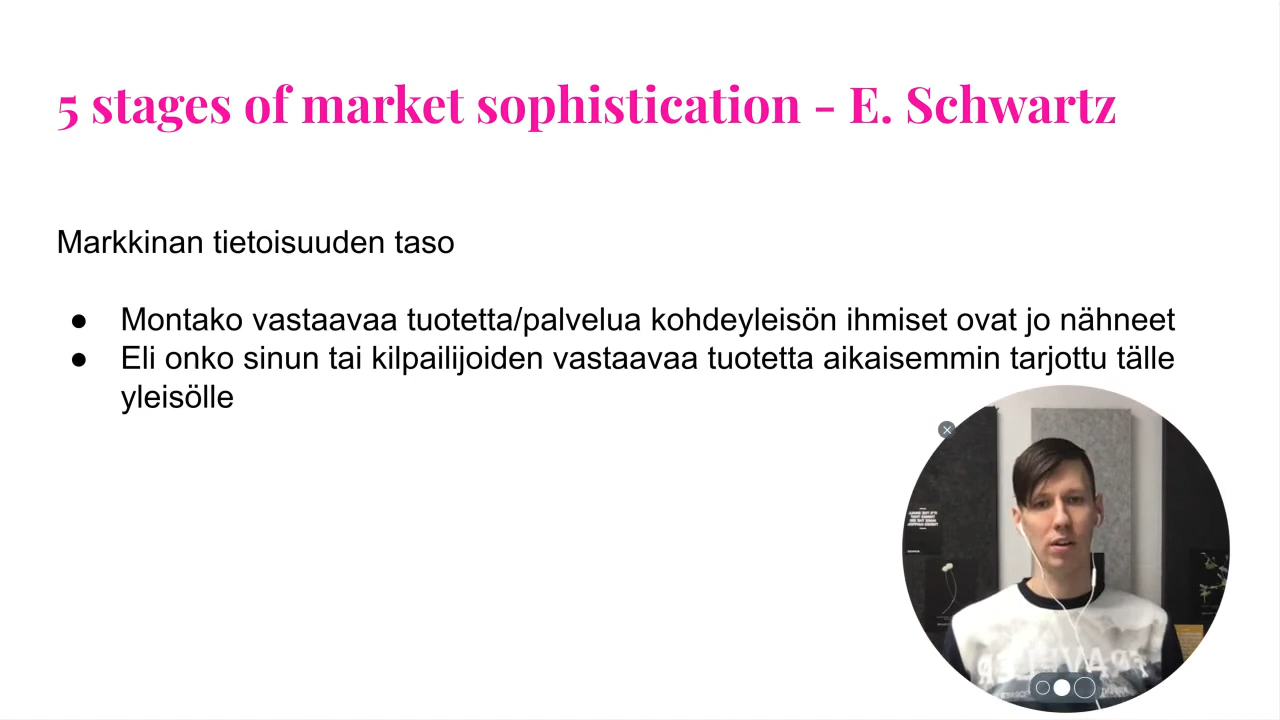 5 stages of market sophistication - E. Schwartz
Markkinan tietoisuuden taso
● Montako vastaavaa tuotetta/palvelua kohdeyleisön ihmiset ovat jo nähneet
● Eli onko sinun tai kilpailijoiden vastaavaa tuotetta aikaisemmin tarjottu tälle
yleisölle